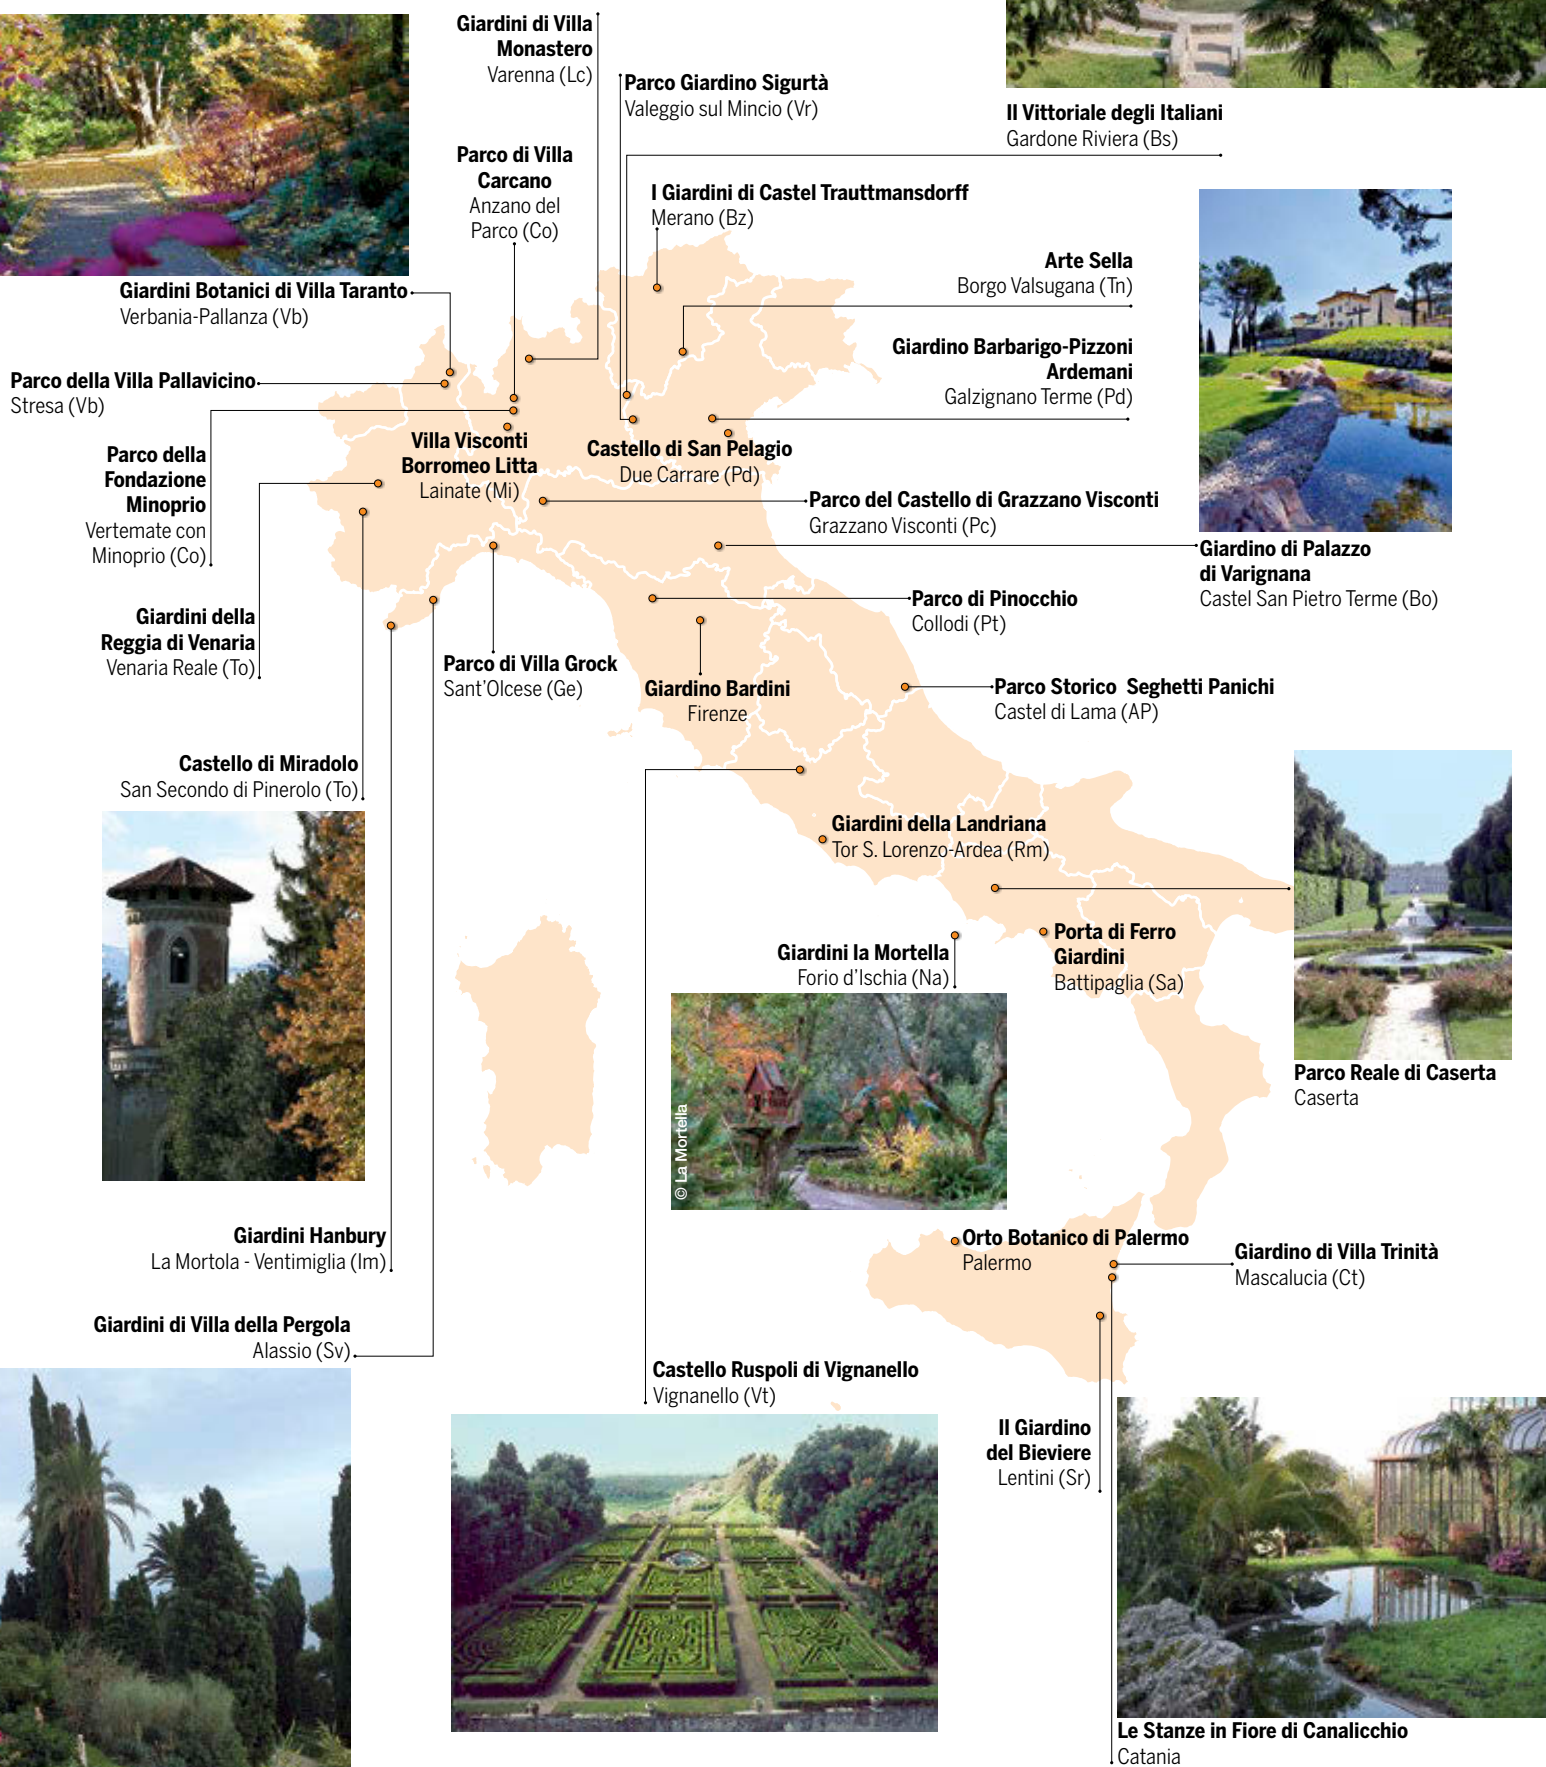 Giardini di Villa
Monastero
Varenna (Lc)
Parco Giardino Sigurtà
Valeggio sul Mincio (Vr)
Il Vittoriale degli Italiani
Gardone Riviera (Bs)
Parco di Villa
Carcano
Anzano del
Parco (Co)
I Giardini di Castel Trauttmansdorff
Merano (Bz)
Arte Sella
Borgo Valsugana (Tn)
Giardini Botanici di Villa Taranto
Verbania-Pallanza (Vb)
Giardino Barbarigo-Pizzoni
Ardemani
Galzignano Terme (Pd)
Parco della Villa Pallavicino
Stresa (Vb)
Villa Visconti
Borromeo Litta
Lainate (Mi)
Castello di San Pelagio
Due Carrare (Pd)
Parco della
Fondazione
Minoprio
Vertemate con
Minoprio (Co)
Parco del Castello di Grazzano Visconti
Grazzano Visconti (Pc)
Giardino di Palazzo
di Varignana
Castel San Pietro Terme (Bo)
Parco di Pinocchio
Collodi (Pt)
Giardini della
Reggia di Venaria
Venaria Reale (To)
Parco di Villa Grock
Sant'Olcese (Ge)
Giardino Bardini
Firenze
Parco Storico  Seghetti Panichi
Castel di Lama (AP)
Castello di Miradolo
San Secondo di Pinerolo (To)
Giardini della Landriana
Tor S. Lorenzo-Ardea (Rm)
Porta di Ferro
Giardini
Battipaglia (Sa)
Giardini la Mortella
Forio d'Ischia (Na)
© La Mortella
Parco Reale di Caserta
Caserta
Giardini Hanbury
La Mortola - Ventimiglia (Im)
Orto Botanico di Palermo
Palermo
Giardino di Villa Trinità
Mascalucia (Ct)
Giardini di Villa della Pergola
Alassio (Sv)
Castello Ruspoli di Vignanello
Vignanello (Vt)
Il Giardino
del Bieviere
Lentini (Sr)
Le Stanze in Fiore di Canalicchio
Catania